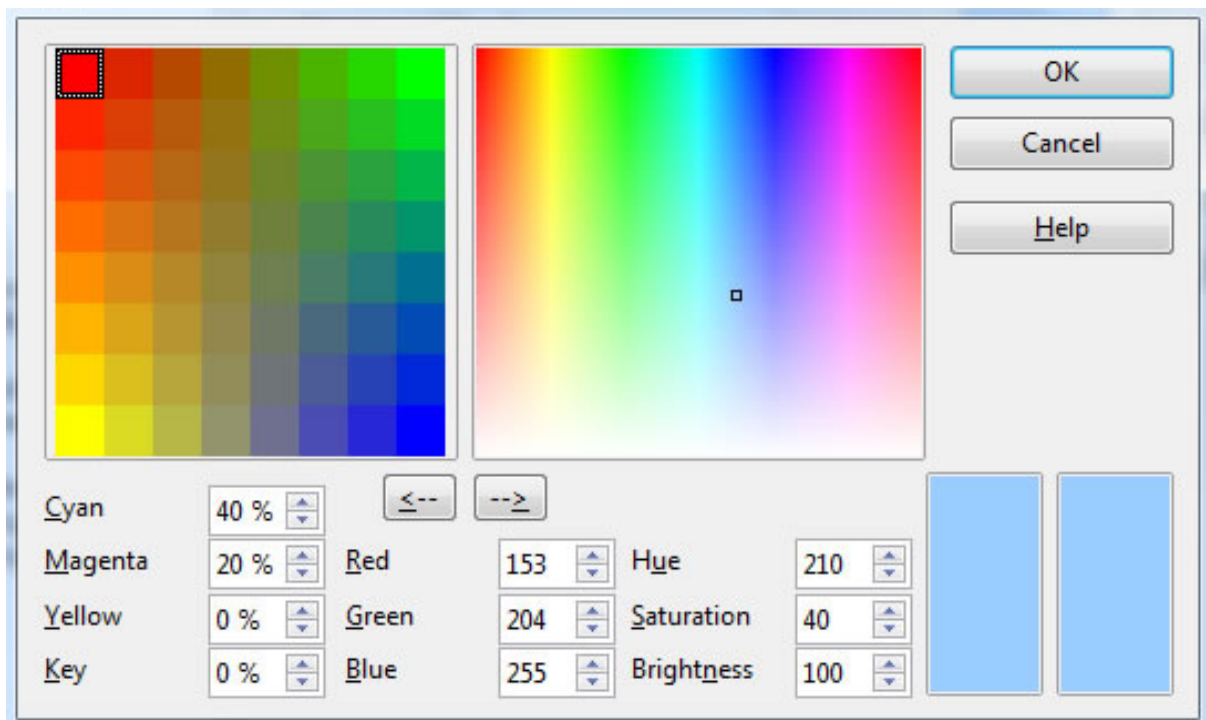 OK
Cancel
Help
<-- -->
Cyan 40 %
Magenta 20 % Red 153 Hue 210
Yellow 0 % Green 204 Saturation 40
Key 0 % Blue 255 Brightness 100